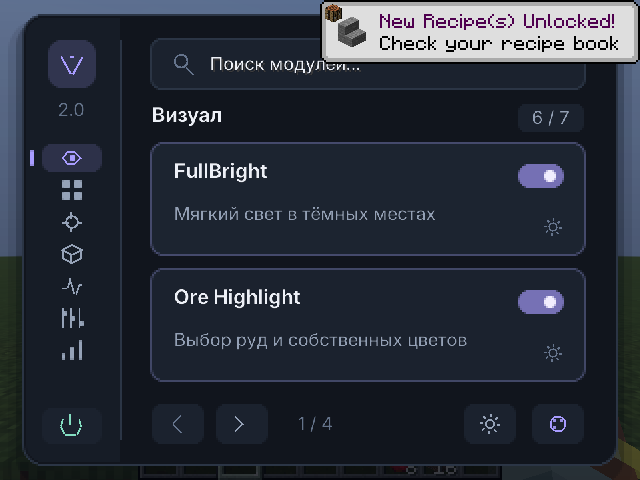 New Recipe(s) Unlocked!
Check your recipe book
2.0
Поиск модулей...
Визуал
6 / 7
FullBright
Мягкий свет в тёмных местах
Ore Highlight
Выбор руд и собственных цветов
1 / 4